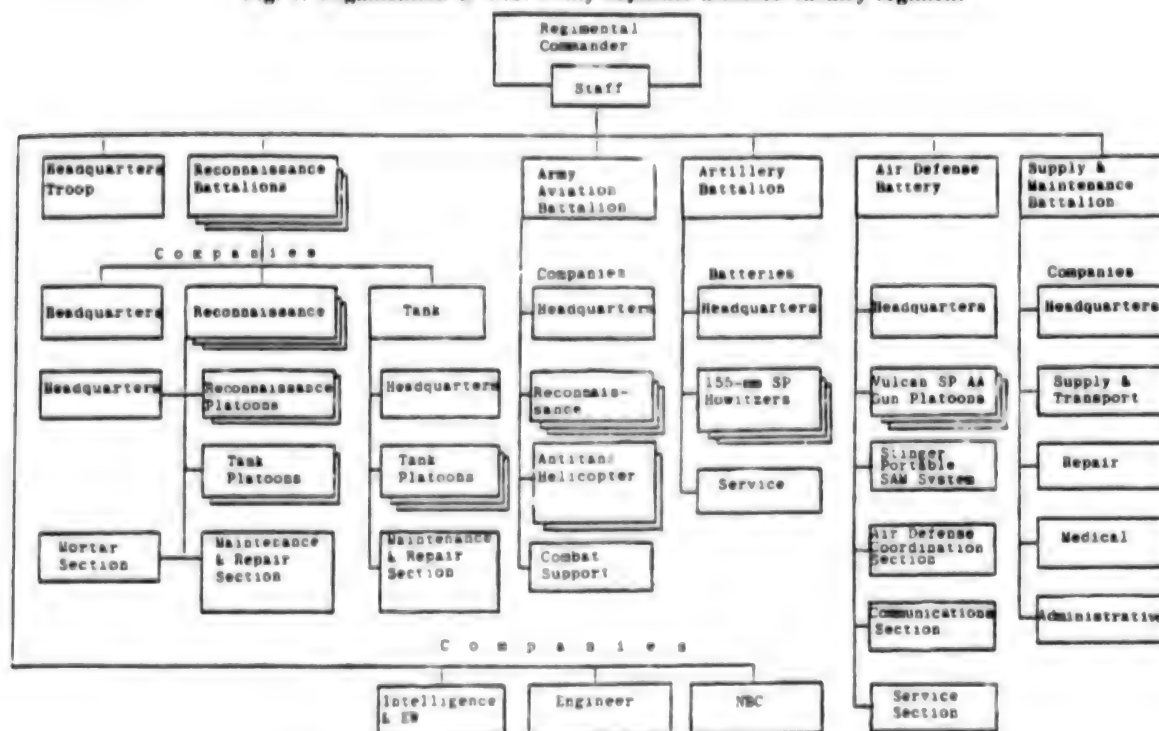 Regimental
Commander
Staff
Headquarters
Troop
Reconnaissance
Battalions
Army
Aviation
Battalion
Artillery
Battalion
Air Defense
Battery
Supply &
Maintenance
Battalion
Companies
Companies
Batteries
Companies
Headquarters
Reconnaissance
Tank
Headquarters
Headquarters
Headquarters
Headquarters
Headquarters
Reconnaissance
Platoons
Headquarters
Reconnais-
sance
155-mm SP
Howitzers
Vulcan SP AA
Gun Platoons
Supply &
Transport
Tank
Platoons
Tank
Platoons
Helicopter
Service
Stinger
Portable
SAM System
Repair
Mortar
Section
Maintenance
& Repair
Section
Maintenance
& Repair
Section
Combat
Support
Air Defense
Coordination
Section
Medical
Communications
Section
Administrative
Companies
Intelligence
& EW
Engineer
NBC
Service
Section